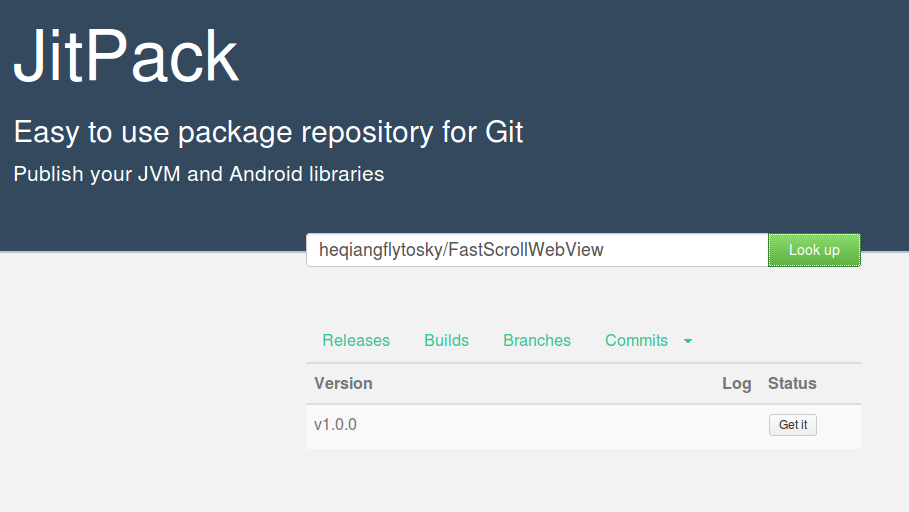 JitPack
Easy to use package repository for Git
Publish your JVM and Android libraries
heqiangflytosky/FastScrollWebView Look up
Releases Builds Branches Commits
Version Log Status
v1.0.0 Get it